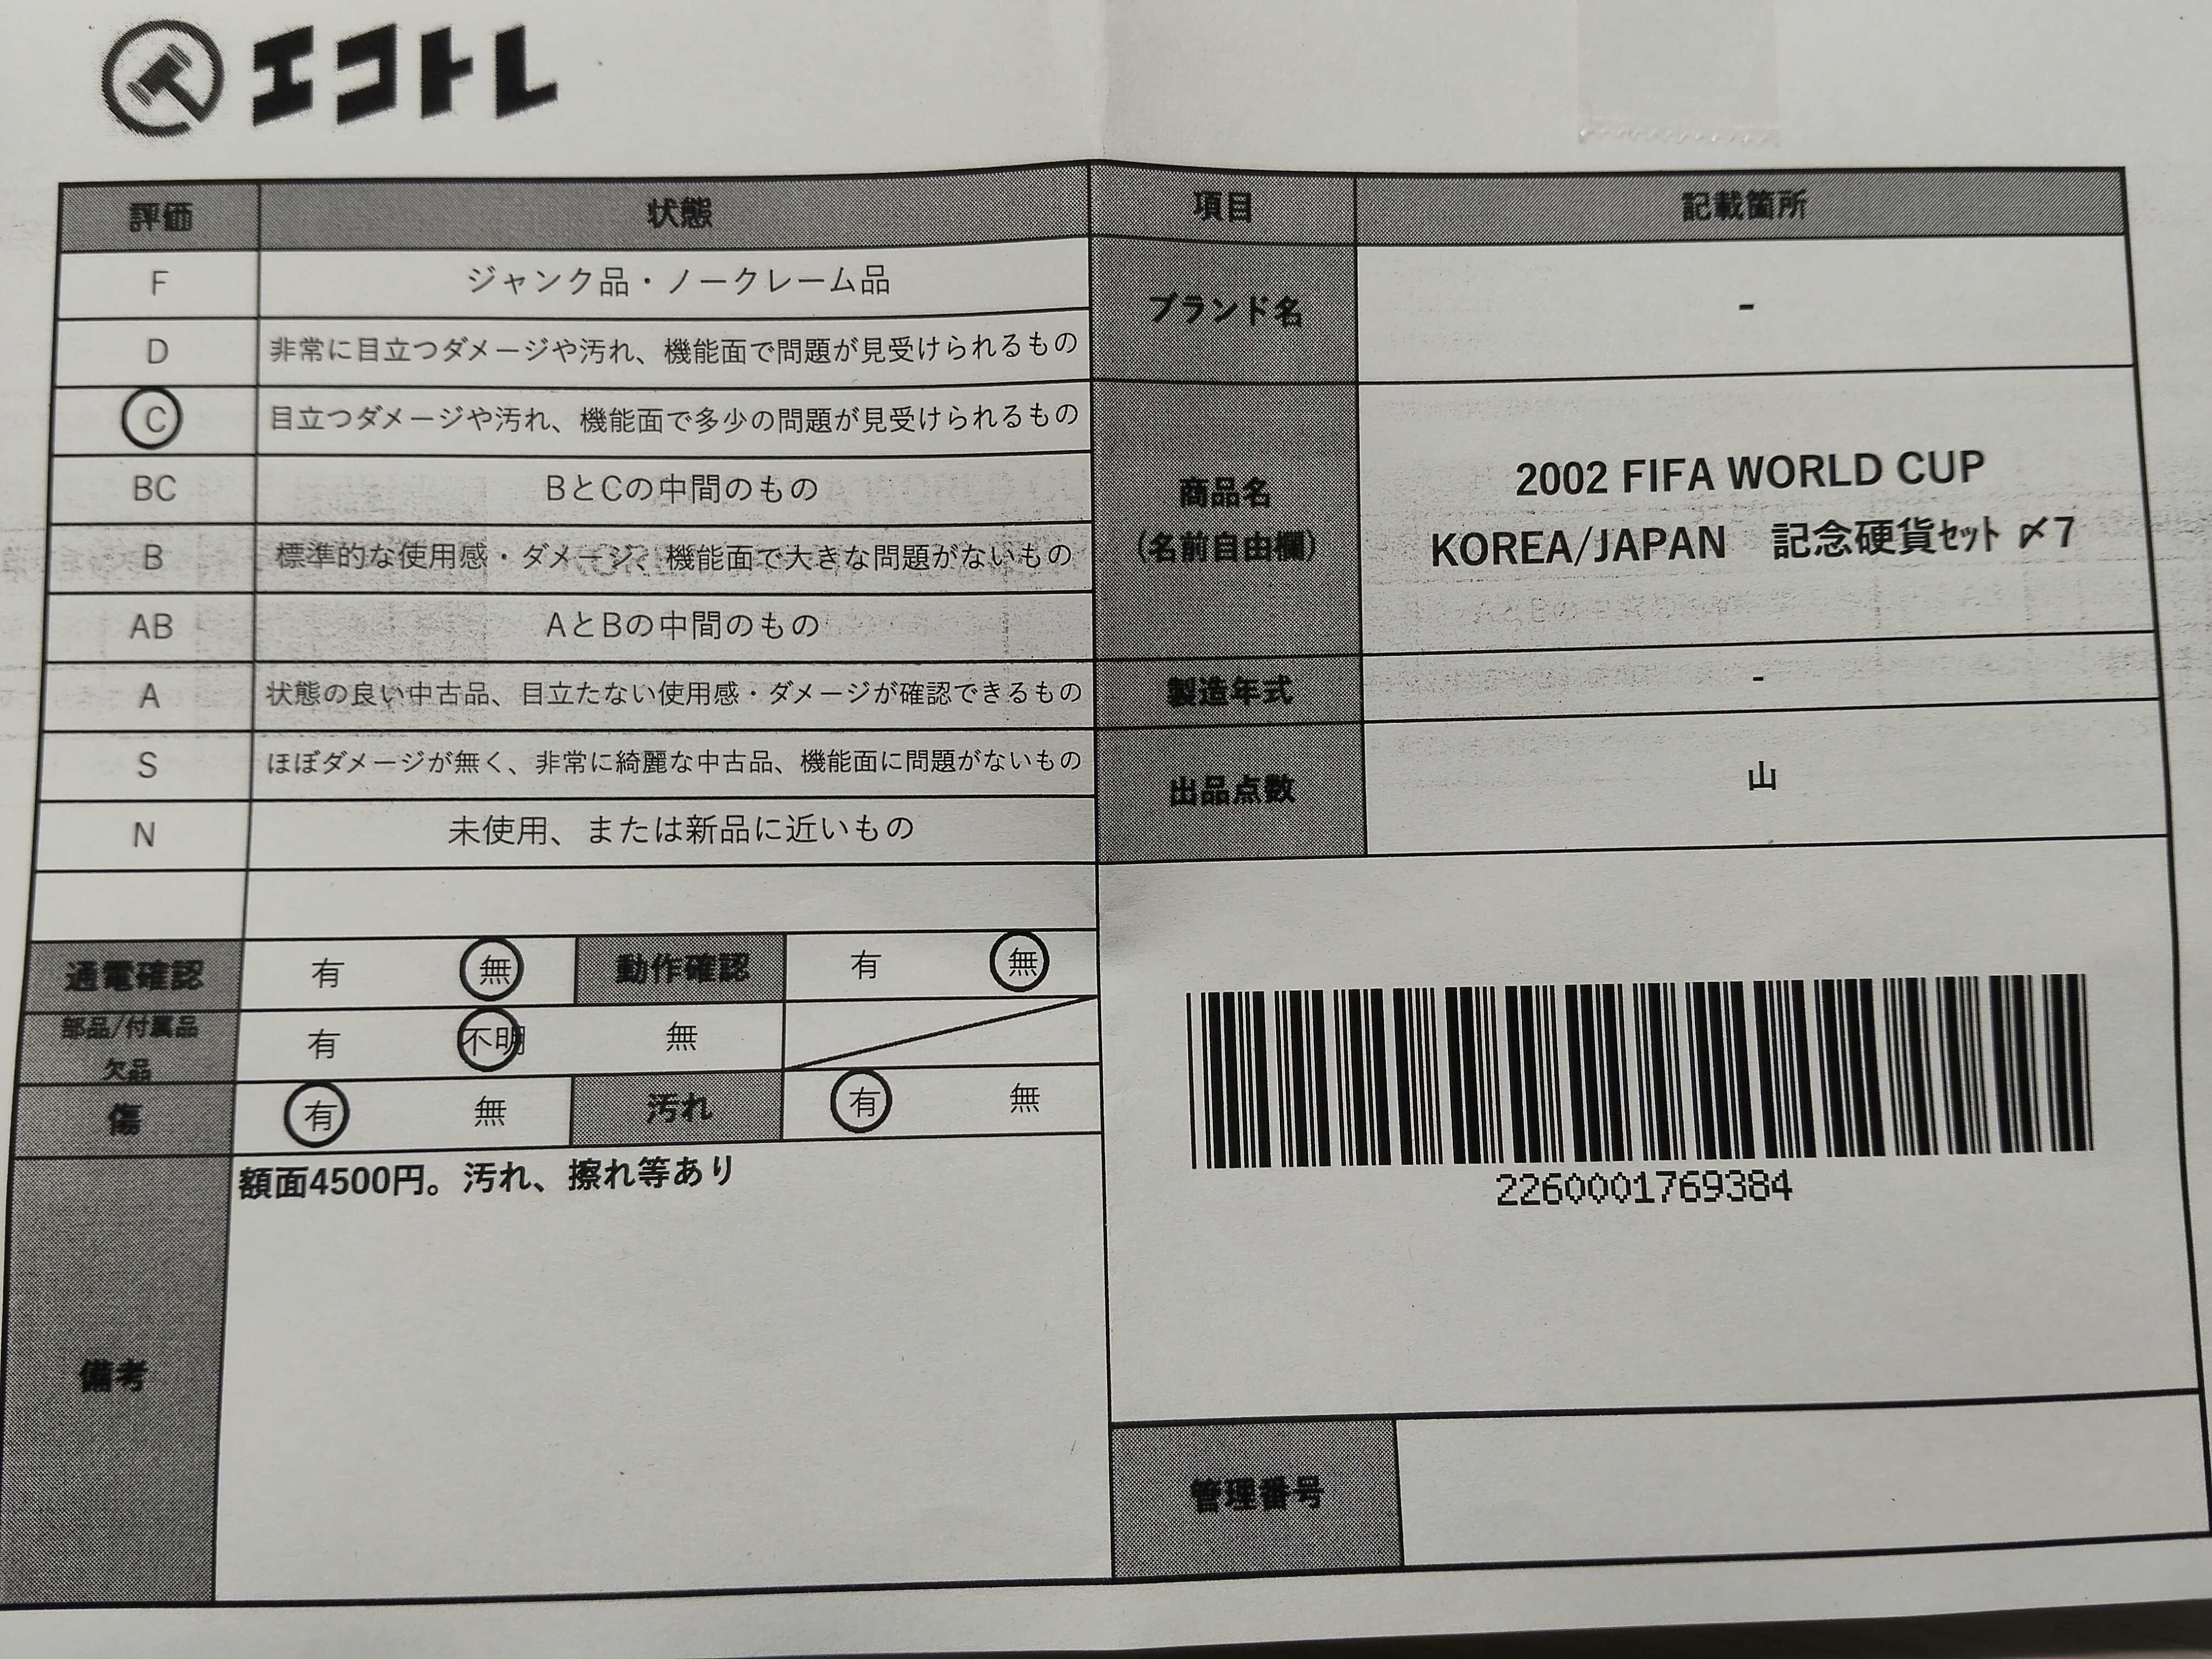 エコトレ
評価 状態
F ジャンク品・ノークレーム品
D 非常に目立つダメージや汚れ、機能面で問題が見受けられるもの
C 目立つダメージや汚れ、機能面で多少の問題が見受けられるもの
BC BとCの中間のもの
B 標準的な使用感・ダメージ、機能面で大きな問題がないもの
AB AとBの中間のもの
A 状態の良い中古品、目立たない使用感・ダメージが確認できるもの
S ほぼダメージが無く、非常に綺麗な中古品、機能面に問題がないもの
N 未使用、または新品に近いもの
通電確認 有 無 動作確認 有 無
部品/付属品
欠品 有 不明 無
傷 有 無 汚れ 有 無
備考 額面4500円。汚れ、擦れ等あり
項目 記載箇所
ブランド名 -
商品名
(名前自由欄)
2002 FIFA WORLD CUP
KOREA/JAPAN 記念硬貨ｾｯﾄ 〆7
製造年式 -
出品点数 山
2260001769384
管理番号